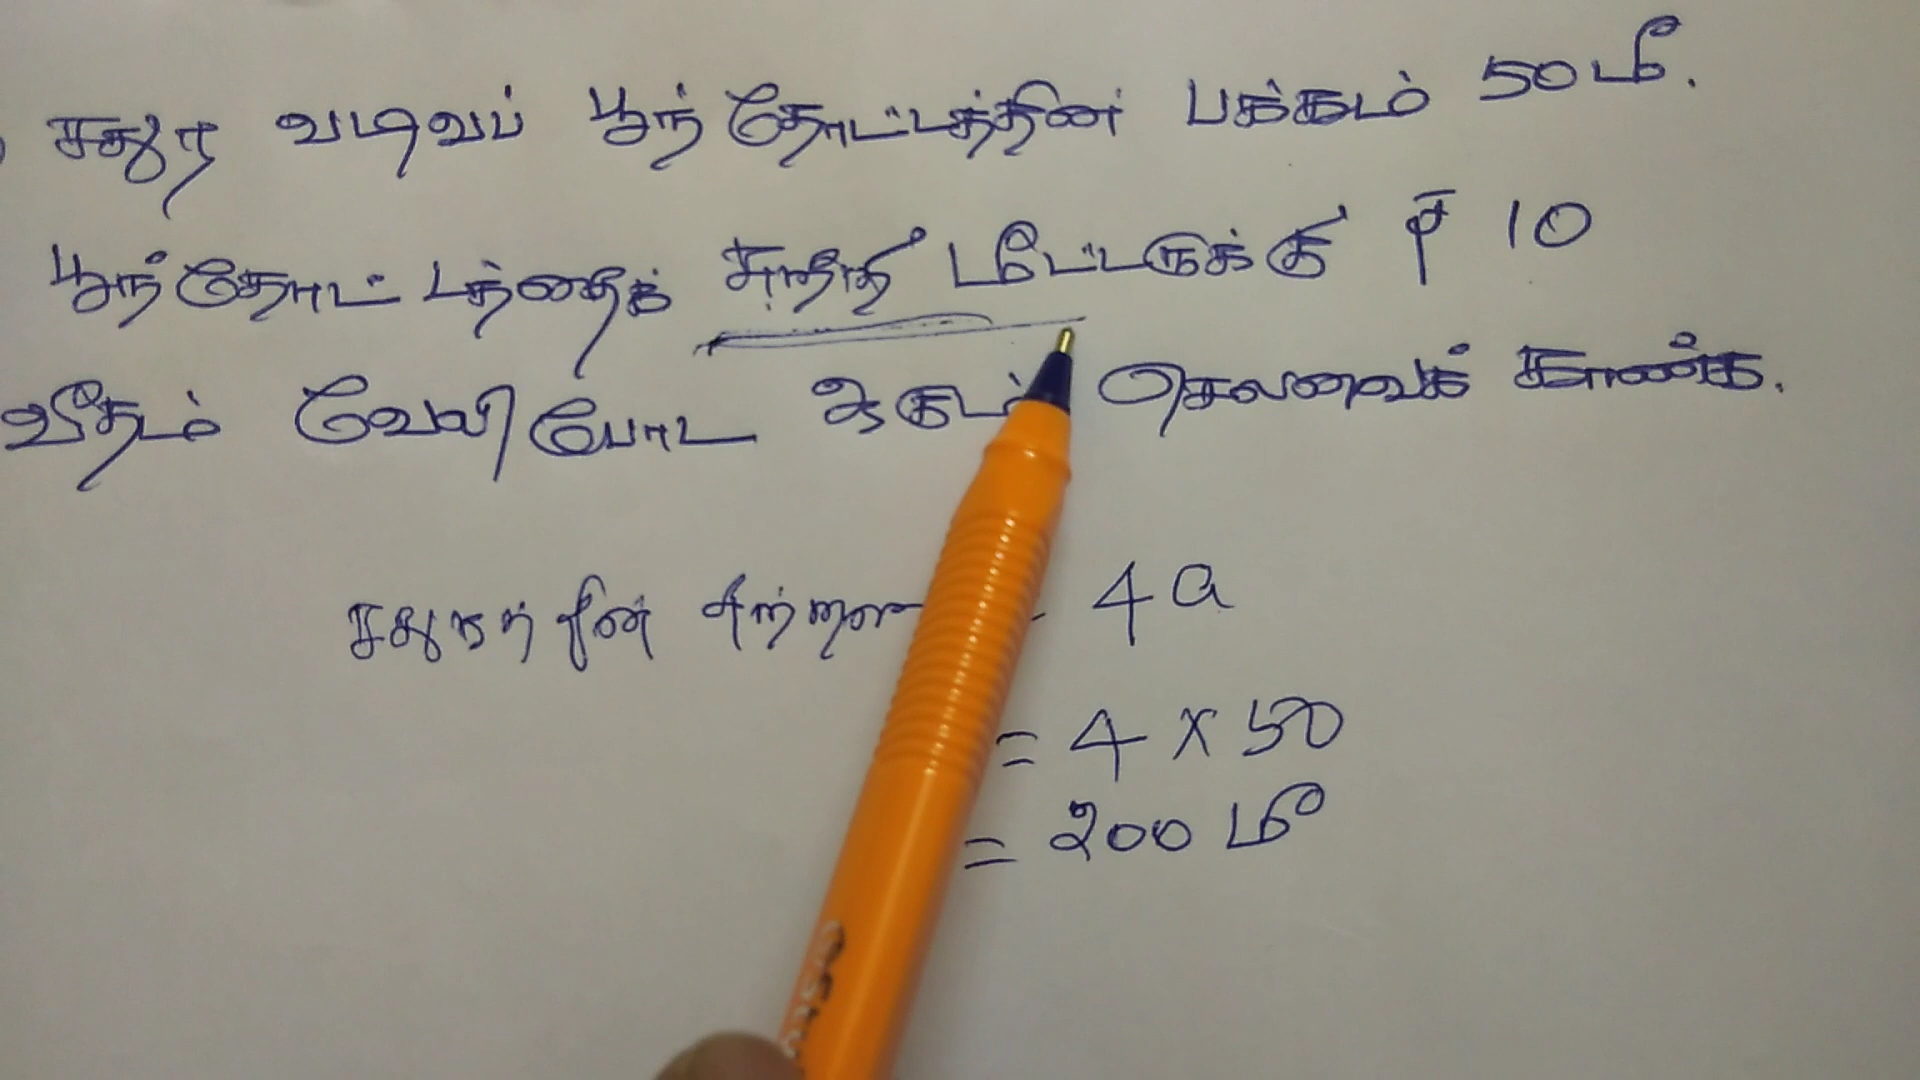 சதுர வடிவப் பூந்தோட்டத்தின் பக்கம் 50மீ.
பூந்தோட்டத்தைச் சுற்றி மீட்டருக்கு ₹ 10
வீதம் வேலி போட ஆகும் செலவைக் காண்க.
சதுரத்தின் 4a
= 4 x 50
= 200 மீ